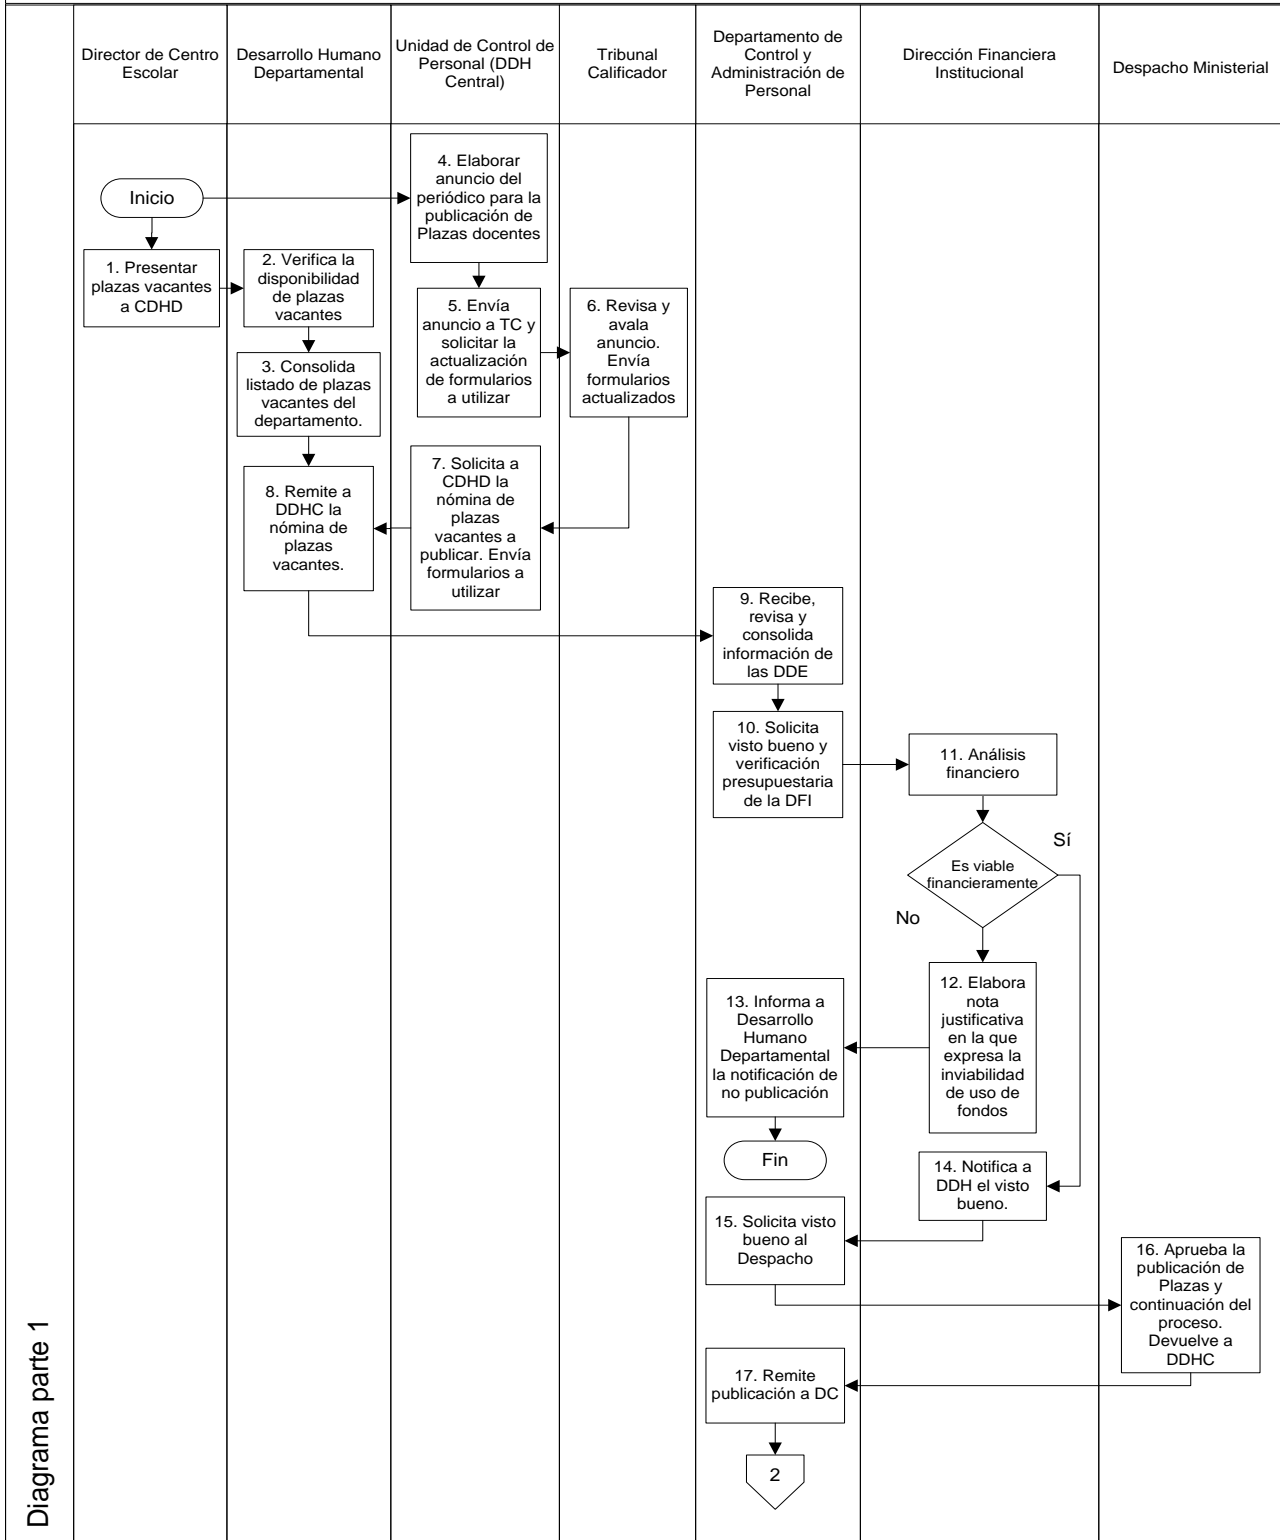 Director de Centro
Escolar
Desarrollo Humano
Departamental
Unidad de Control de
Personal (DDH
Central)
Tribunal
Calificador
Departamento de
Control y
Administración de
Personal
Dirección Financiera
Institucional
Despacho Ministerial
Inicio
4. Elaborar
anuncio del
periódico para la
publicación de
Plazas docentes
1. Presentar
plazas vacantes
a CDHD
2. Verifica la
disponibilidad
de plazas
vacantes
5. Envía
anuncio a TC y
solicitar la
actualización
de formularios
a utilizar
6. Revisa y
avala
anuncio.
Envía
formularios
actualizados
3. Consolida
listado de plazas
vacantes del
departamento.
7. Solicita a
CDHD la
nómina de
plazas
vacantes a
publicar. Envía
formularios a
utilizar
8. Remite a
DDHC la
nómina de
plazas
vacantes.
9. Recibe,
revisa y
consolida
información de
las DDE
10. Solicita
visto bueno y
verificación
presupuestaria
de la DFI
11. Análisis
financiero
Es viable
financieramente
Sí
No
12. Elabora
nota
justificativa
en la que
expresa la
inviabilidad
de uso de
fondos
13. Informa a
Desarrollo
Humano
Departamental
la notificación de
no publicación
Fin
14. Notifica a
DDH el visto
bueno.
15. Solicita visto
bueno al
Despacho
16. Aprueba la
publicación de
Plazas y
continuación del
proceso.
Devuelve a
DDHC
17. Remite
publicación a DC
2
Diagrama parte 1